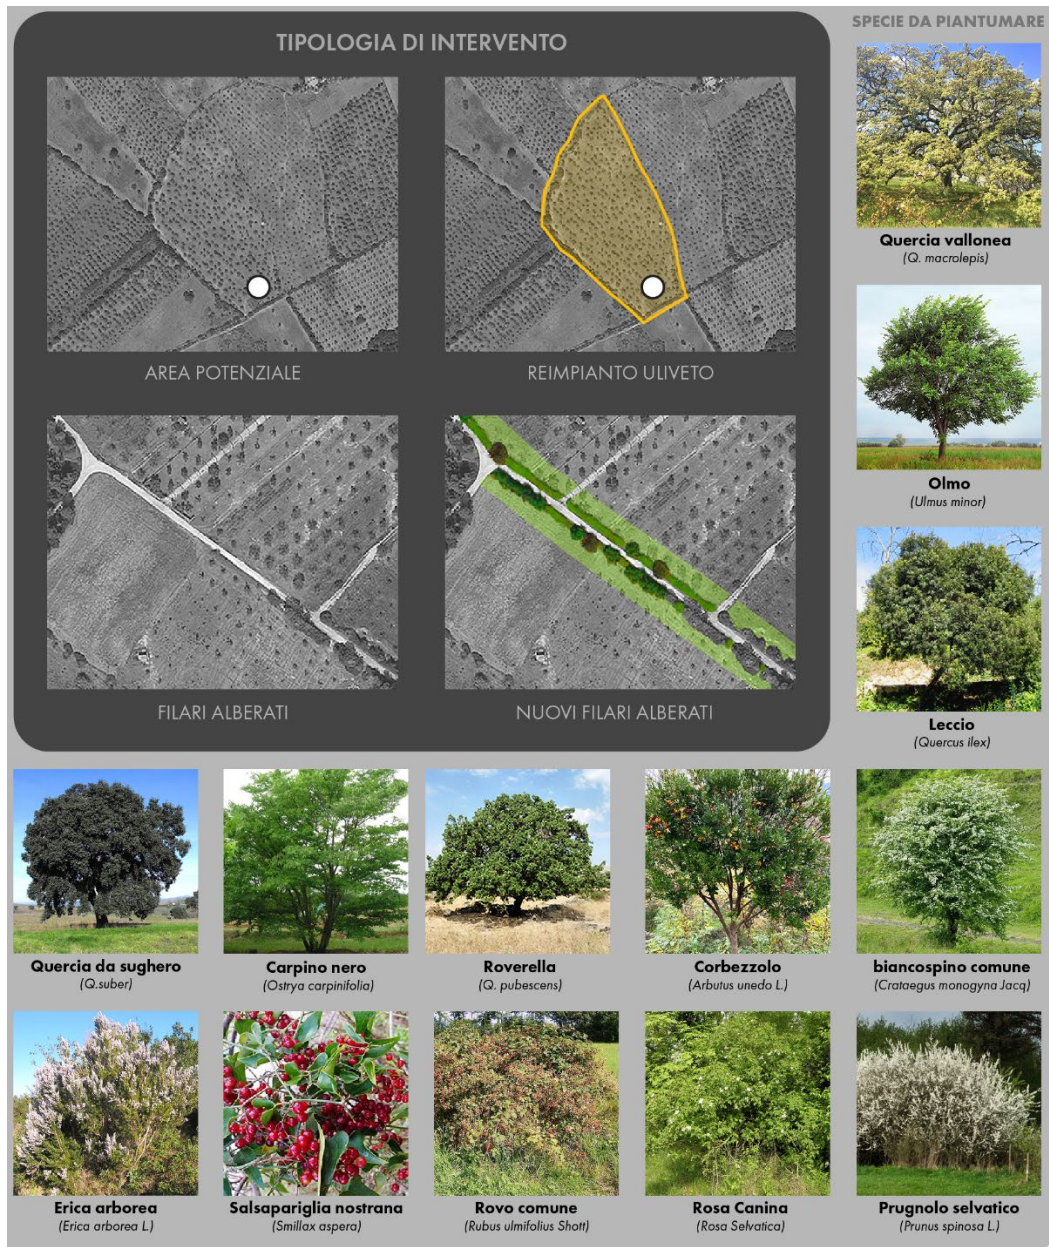 TIPOLOGIA DI INTERVENTO
SPECIE DA PIANTUMARE
AREA POTENZIALE
REIMPIANTO ULIVETO
FILARI ALBERATI
NUOVI FILARI ALBERATI
Quercia vallonea
(Q. macrolepis)
Olmo
(Ulmus minor)
Leccio
(Quercus ilex)
Quercia da sughero
(Q.suber)
Carpino nero
(Ostrya carpinifolia)
Roverella
(Q. pubescens)
Corbezzolo
(Arbutus unedo L.)
biancospino comune
(Crataegus monogyna Jacq)
Erica arborea
(Erica arborea L.)
Salsapariglia nostrana
(Smillax aspera)
Rovo comune
(Rubus ulmifolius Shott)
Rosa Canina
(Rosa Selvatica)
Prugnolo selvatico
(Prunus spinosa L.)